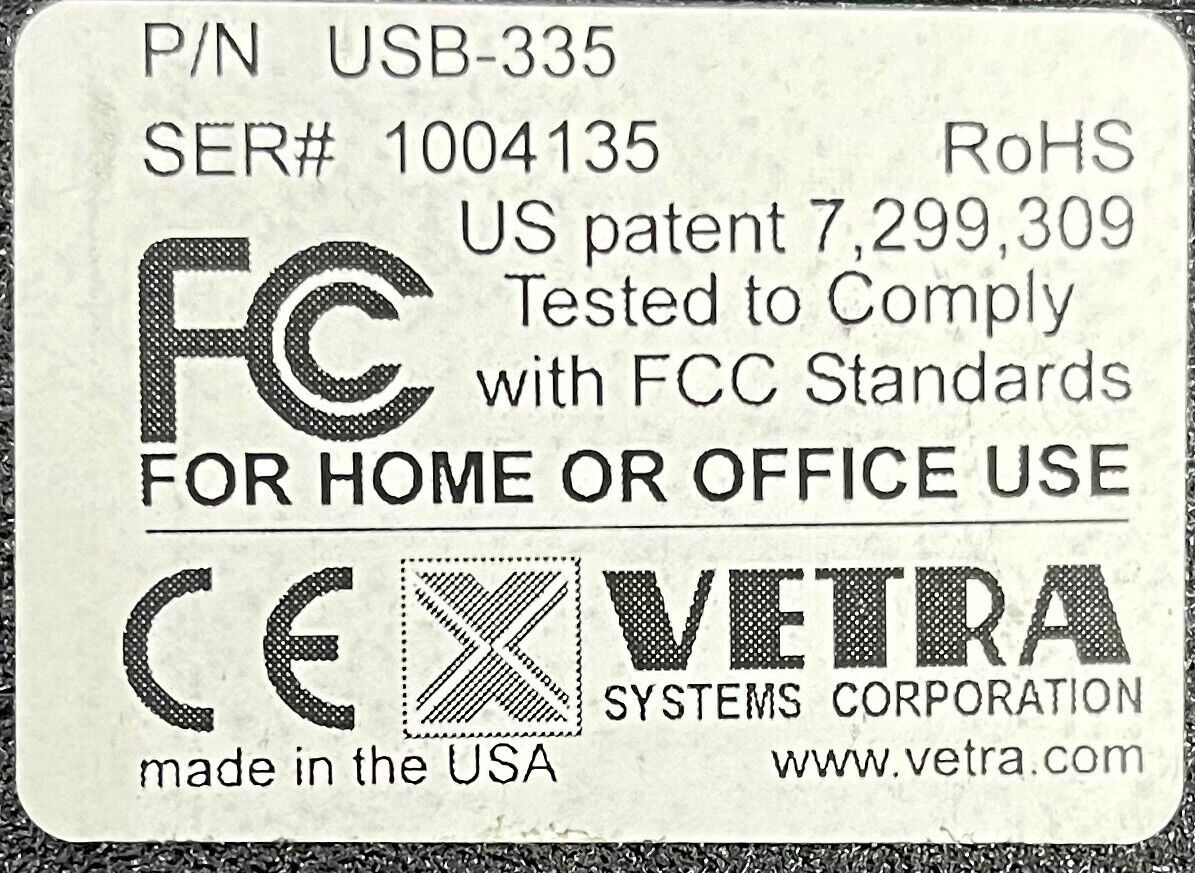 P/N USB-335
SER# 1004135 RoHS
US patent 7,299,309
Tested to Comply
with FCC Standards
FC
FOR HOME OR OFFICE USE
CE
VETRA
SYSTEMS CORPORATION
made in the USA
www.vetra.com